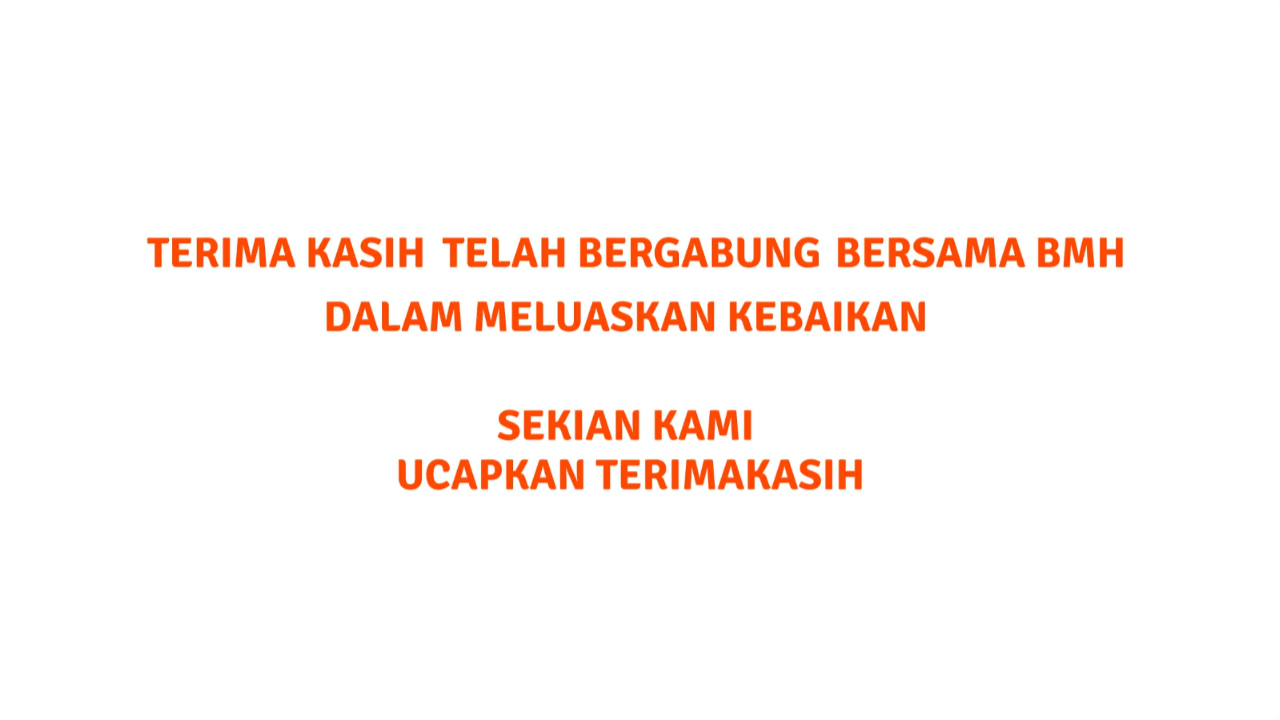 TERIMA KASIH TELAH BERGABUNG BERSAMA BMH
DALAM MELUASKAN KEBAIKAN
SEKIAN KAMI
UCAPKAN TERIMAKASIH